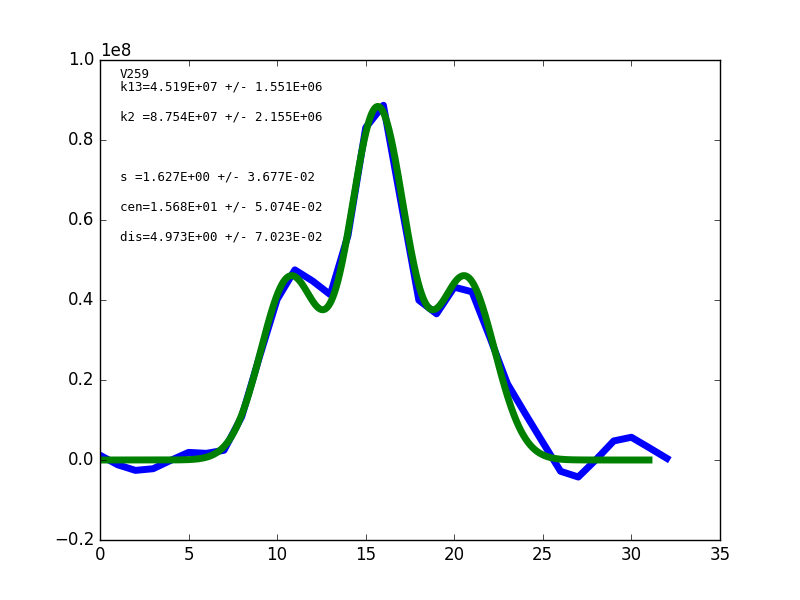 1e8
1.0
V259
k13=4.519E+07 +/- 1.551E+06
k2 =8.754E+07 +/- 2.155E+06
0.8
s =1.627E+00 +/- 3.677E-02
cen=1.568E+01 +/- 5.074E-02
0.6
dis=4.973E+00 +/- 7.023E-02
0.4
0.2
0.0
−0.2
0 5 10 15 20 25 30 35